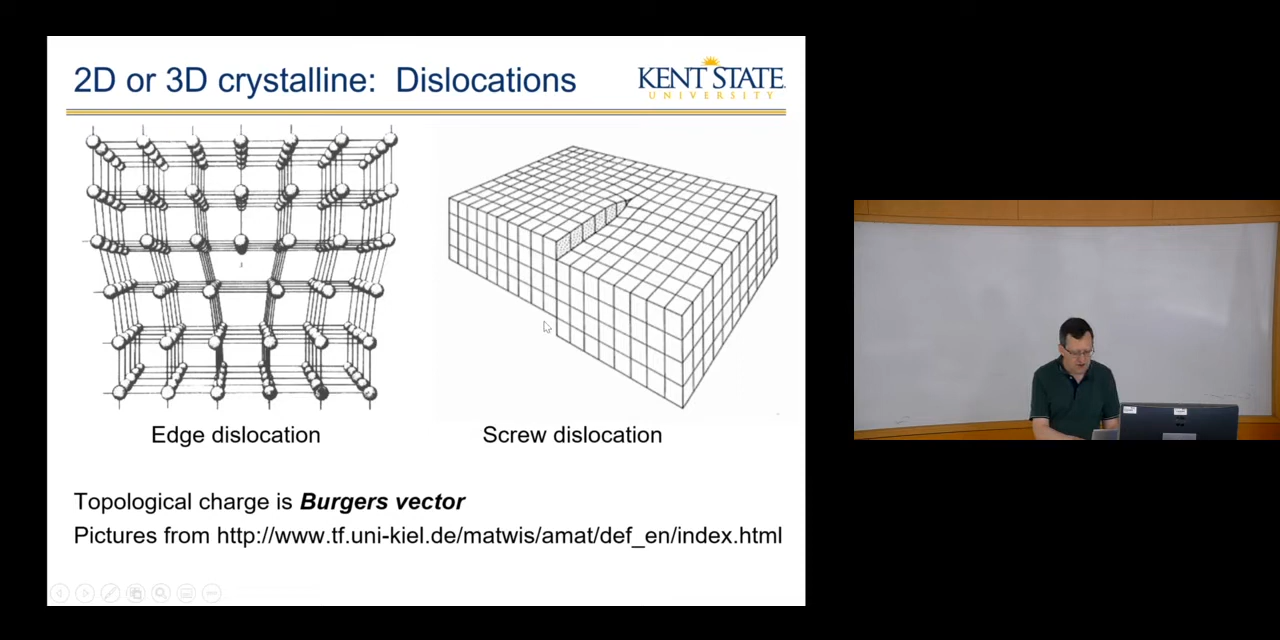 2D or 3D crystalline: Dislocations
KENT STATE
UNIVERSITY
Edge dislocation
Screw dislocation
Topological charge is Burgers vector
Pictures from http://www.tf.uni-kiel.de/matwis/amat/def_en/index.html